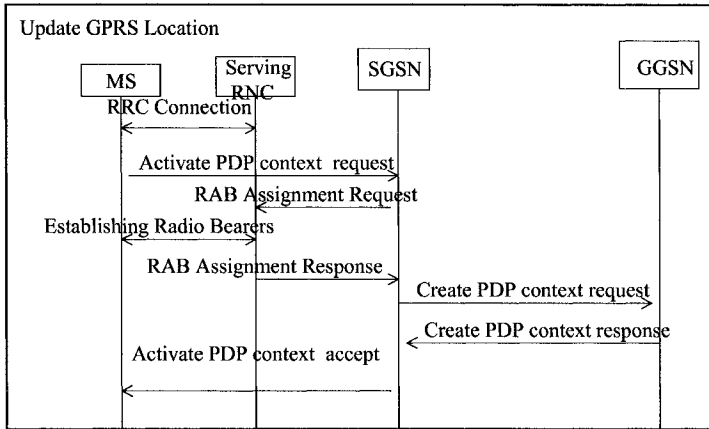 Update GPRS Location
MS
Serving
RNC
SGSN
GGSN
RRC Connection
Activate PDP context request
RAB Assignment Request
Establishing Radio Bearers
RAB Assignment Response
Create PDP context request
Create PDP context response
Activate PDP context accept